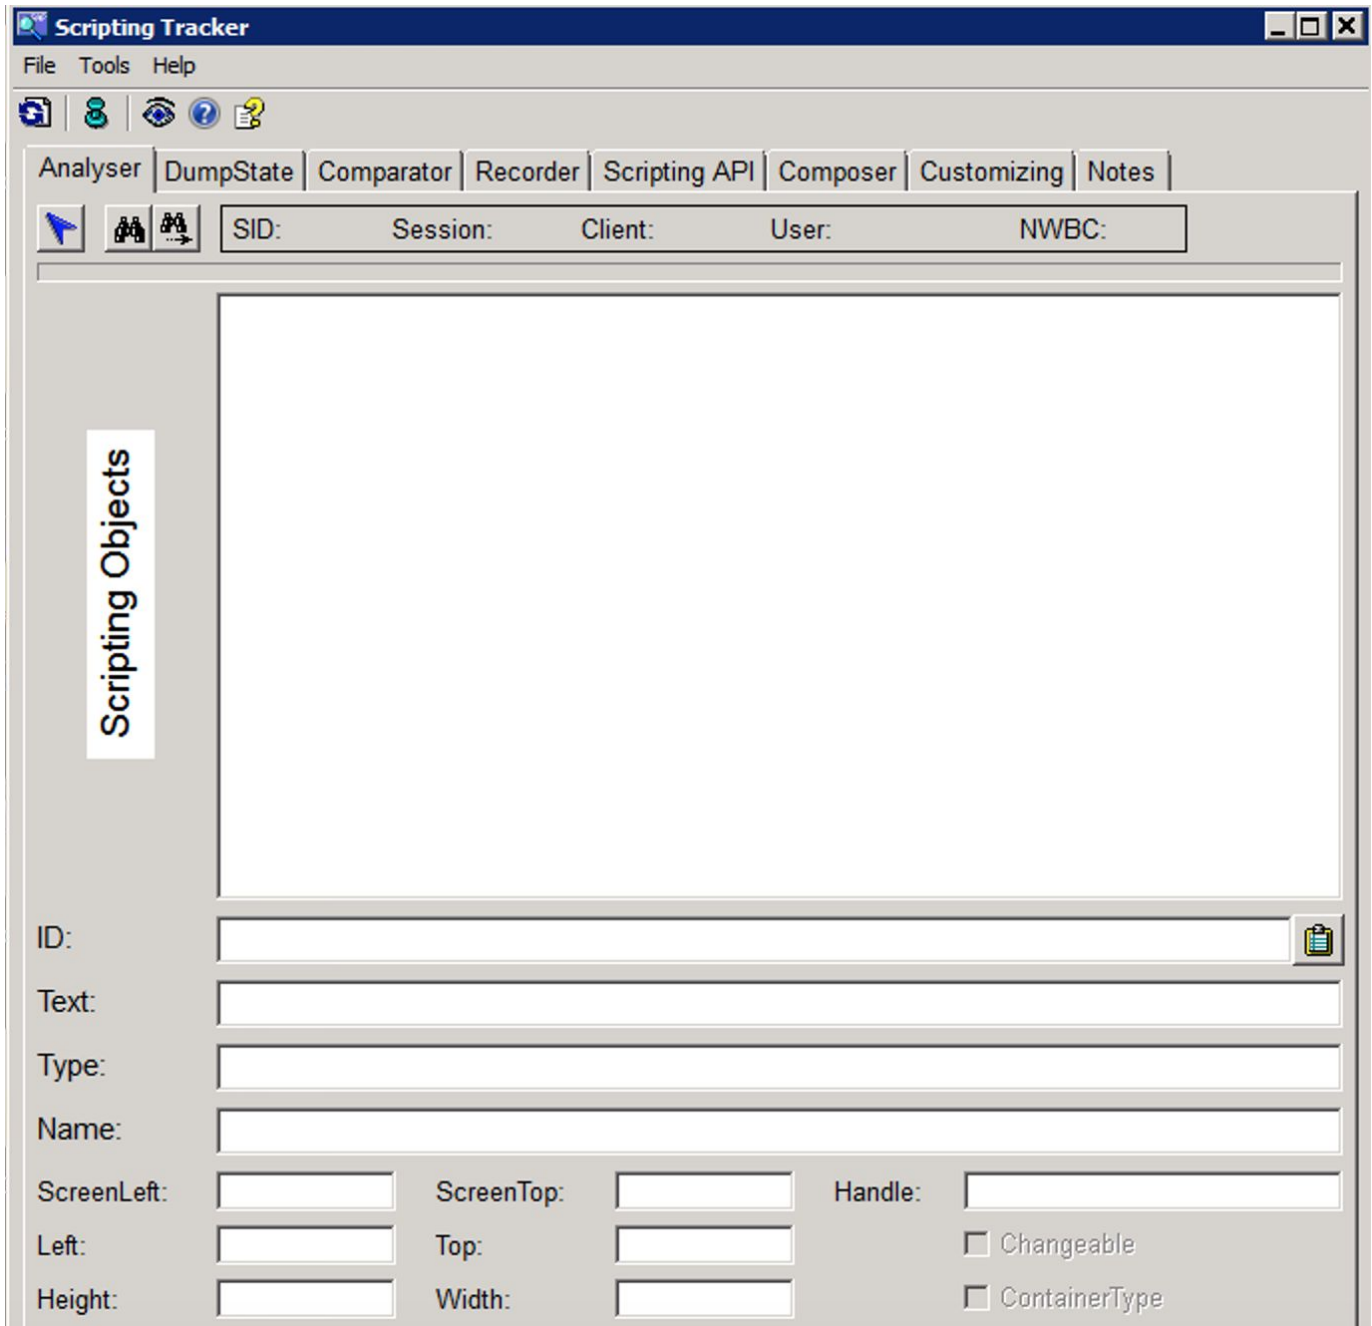 Scripting Tracker
File Tools Help
Analyser DumpState Comparator Recorder Scripting API Composer Customizing Notes
SID: Session: Client: User: NWBC:
Scripting Objects
ID:
Text:
Type:
Name:
ScreenLeft: ScreenTop: Handle:
Left: Top: Changeable
Height: Width: ContainerType